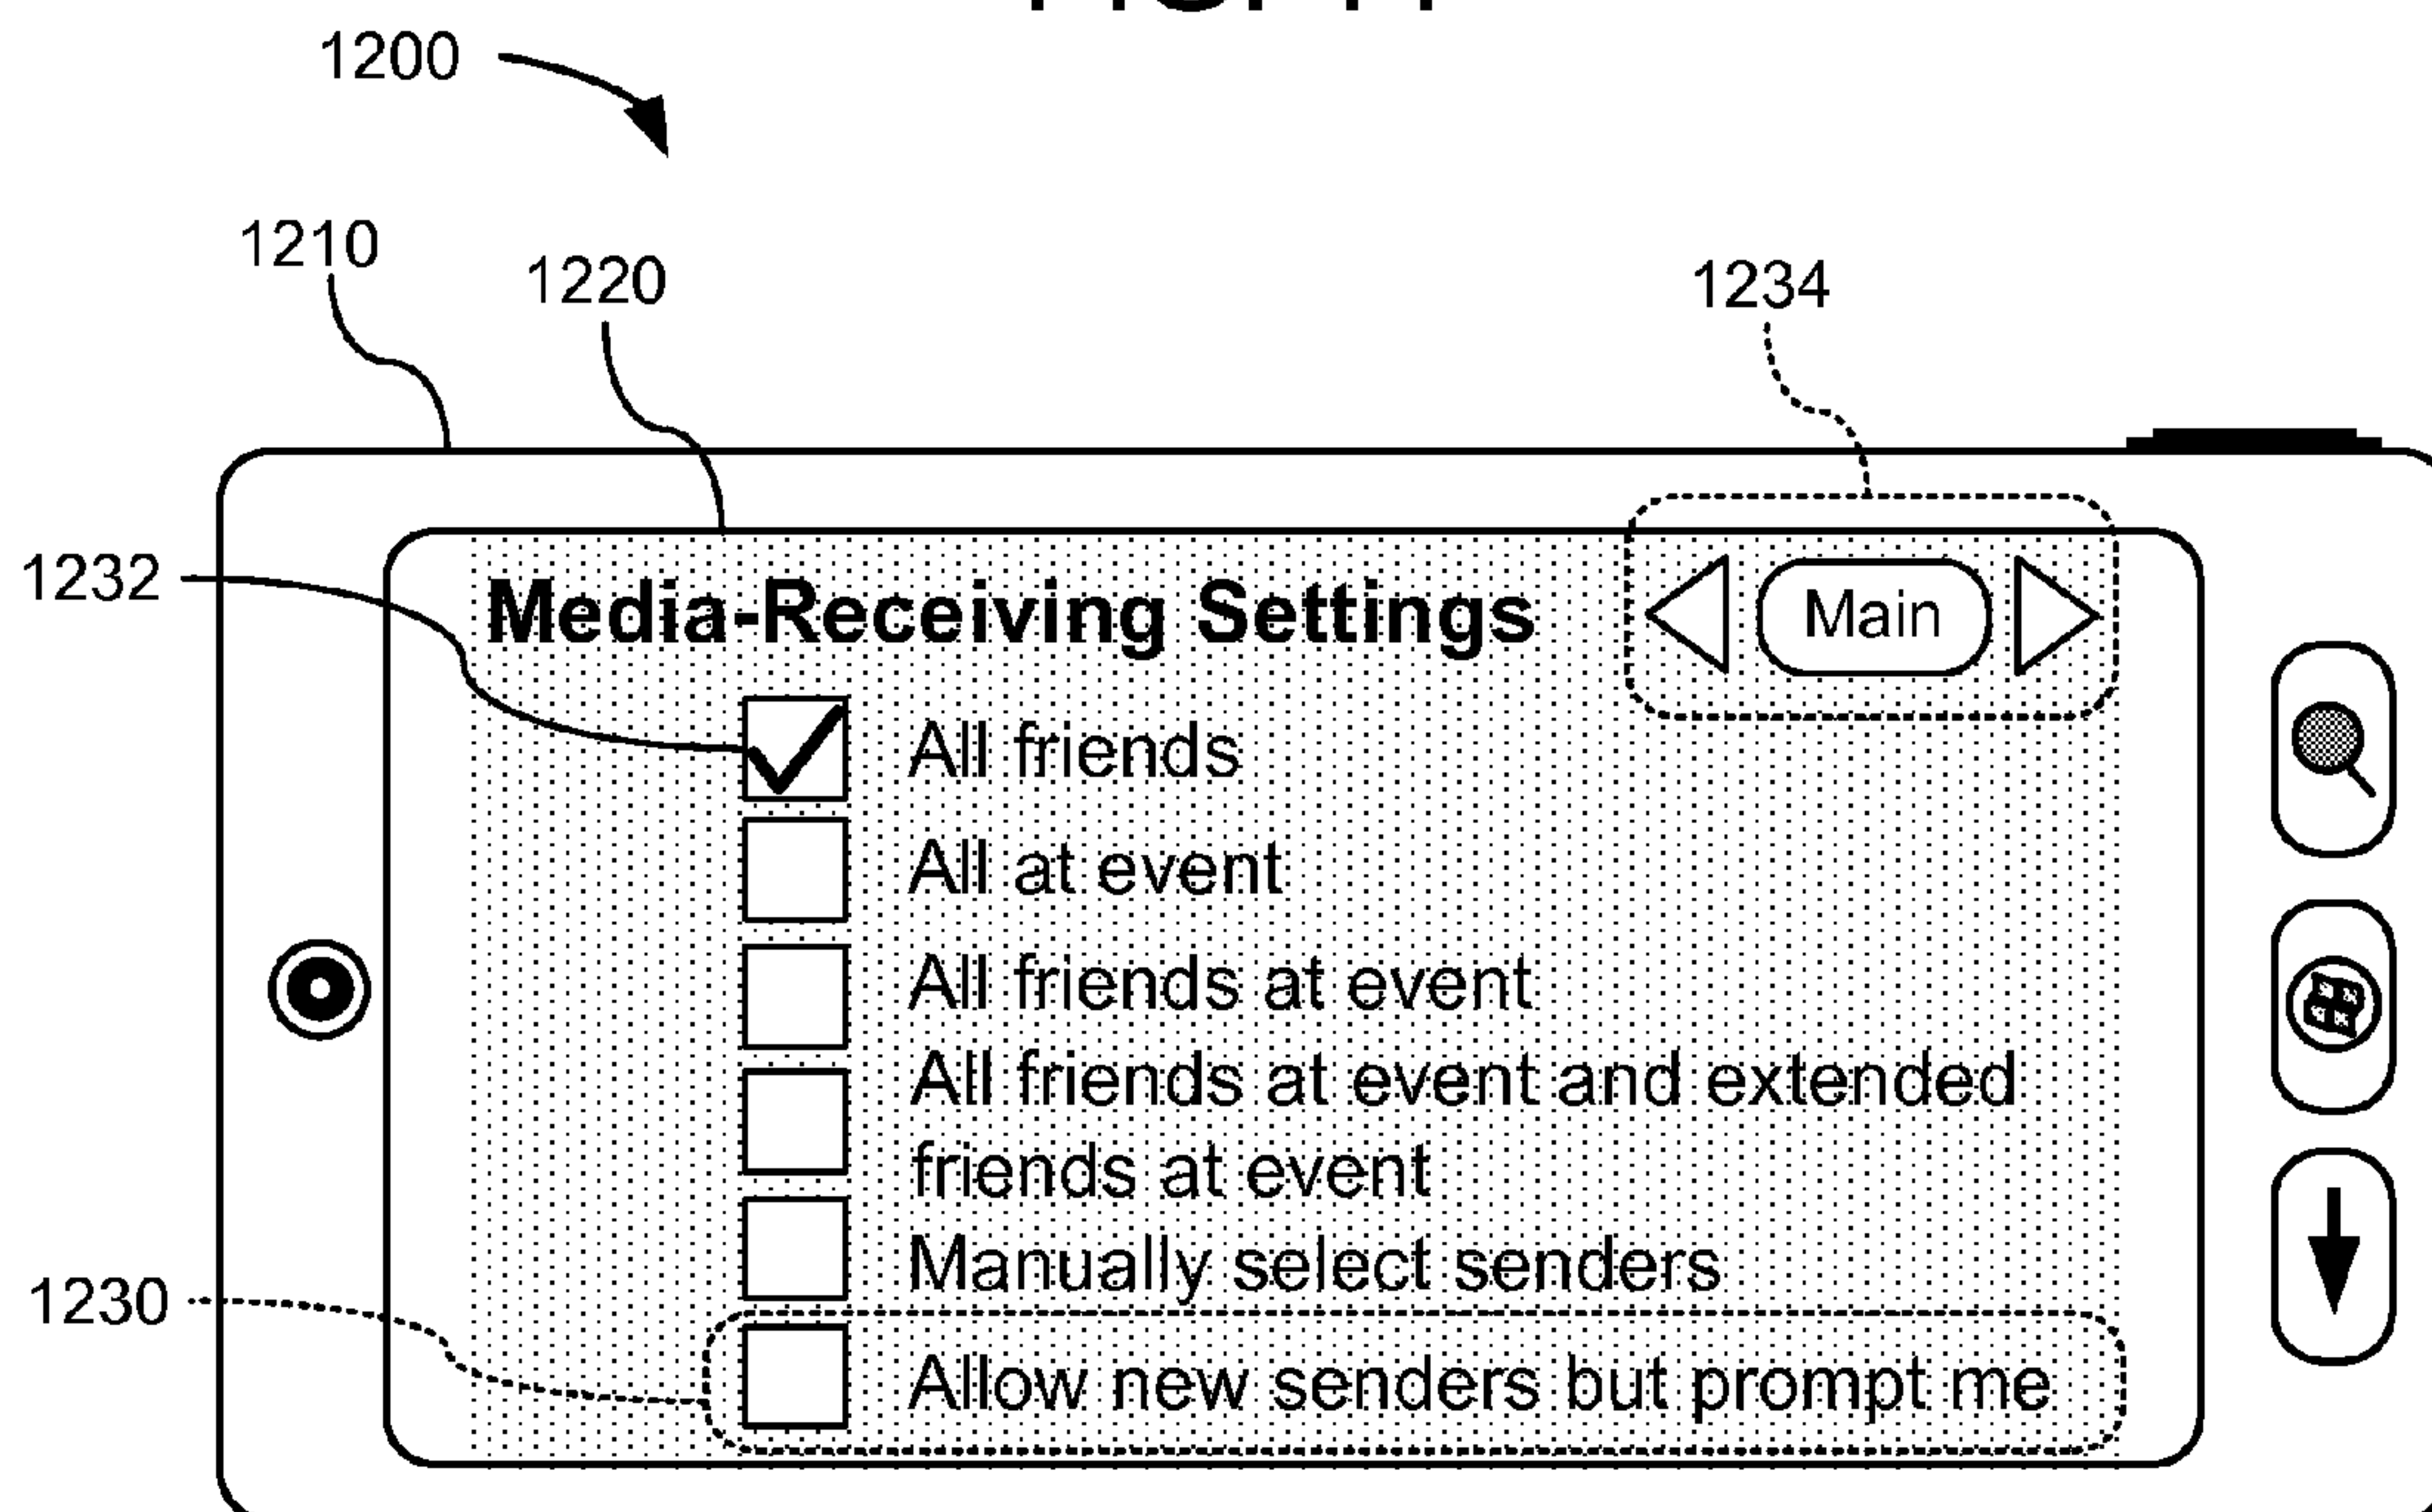 1200
1210
1220
1234
1232
Media-Receiving Settings
Main
All friends
All at event
All friends at event
All friends at event and extended
friends at event
Manually select senders
1230
Allow new senders but prompt me